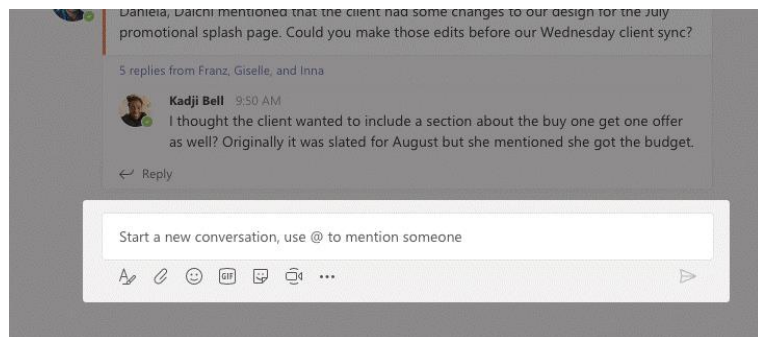 Daniela, Daichi mentioned that the client had some changes to our design for the July
promotional splash page. Could you make those edits before our Wednesday client sync?
5 replies from Franz, Giselle, and Inna
Kadji Bell 9:50 AM
I thought the client wanted to include a section about the buy one get one offer
as well? Originally it was slated for August but she mentioned she got the budget.
Reply
Start a new conversation, use @ to mention someone
GIF